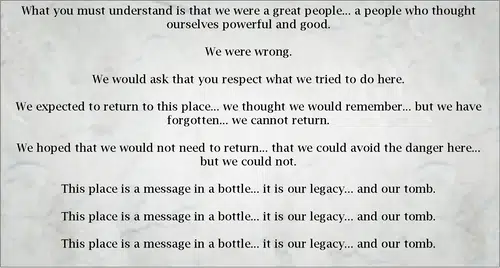 What you must understand is that we were a great people... a people who thought
ourselves powerful and good.
We were wrong.
We would ask that you respect what we tried to do here.
We expected to return to this place... we thought we would remember... but we have
forgotten... we cannot return.
We hoped that we would not need to return... that we could avoid the danger here...
but we could not.
This place is a message in a bottle... it is our legacy... and our tomb.
This place is a message in a bottle... it is our legacy... and our tomb.
This place is a message in a bottle... it is our legacy... and our tomb.